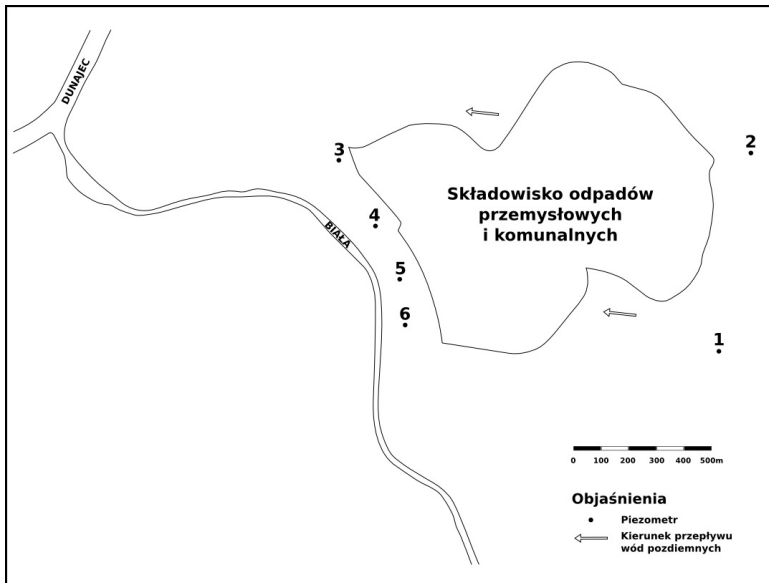 DUNAJEC
2
3
Składowisko odpadów
przemysłowych
i komunalnych
4
BIAŁA
5
6
1
0 100 200 300 400 500m
Objaśnienia
Piezometr
Kierunek przepływu
wód pozdiemnych